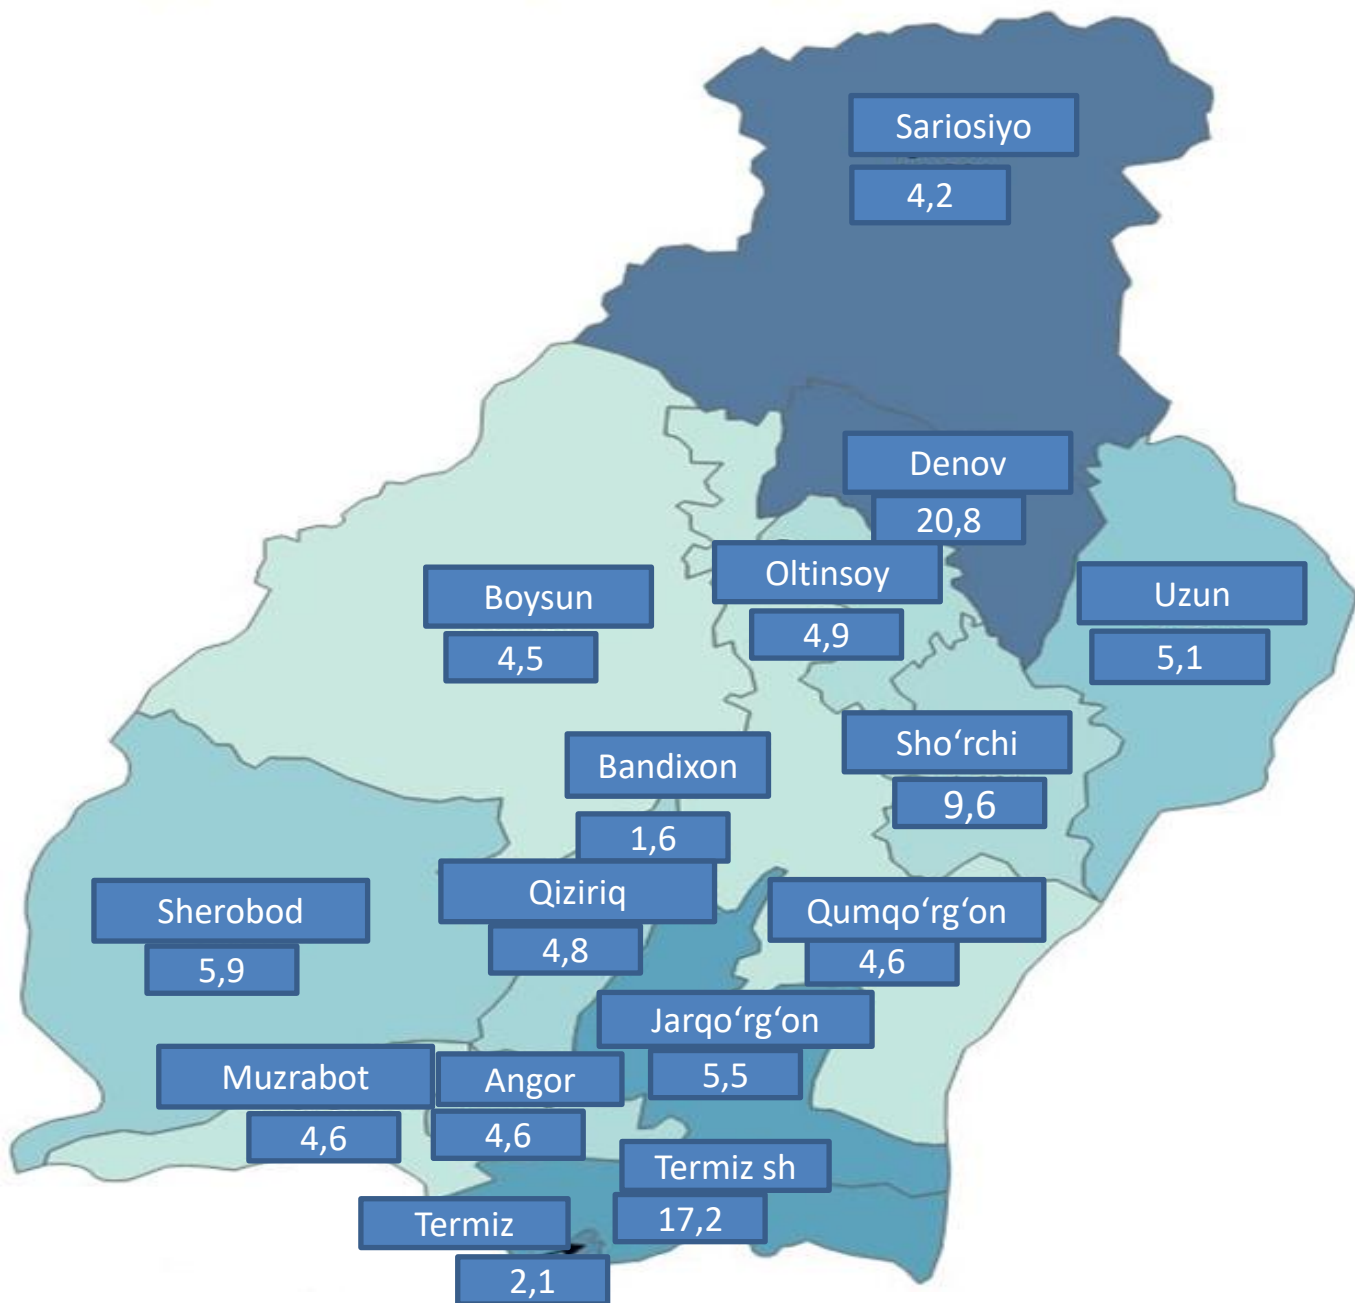 Sariosiyo
4,2
Denov
20,8
Oltinsoy
4,9
Boysun
4,5
Uzun
5,1
Sho‘rchi
9,6
Bandixon
1,6
Qiziriq
4,8
Sherobod
5,9
Qumqo‘rg‘on
4,6
Jarqo‘rg‘on
5,5
Muzrabot
4,6
Angor
4,6
Termiz sh
17,2
Termiz
2,1